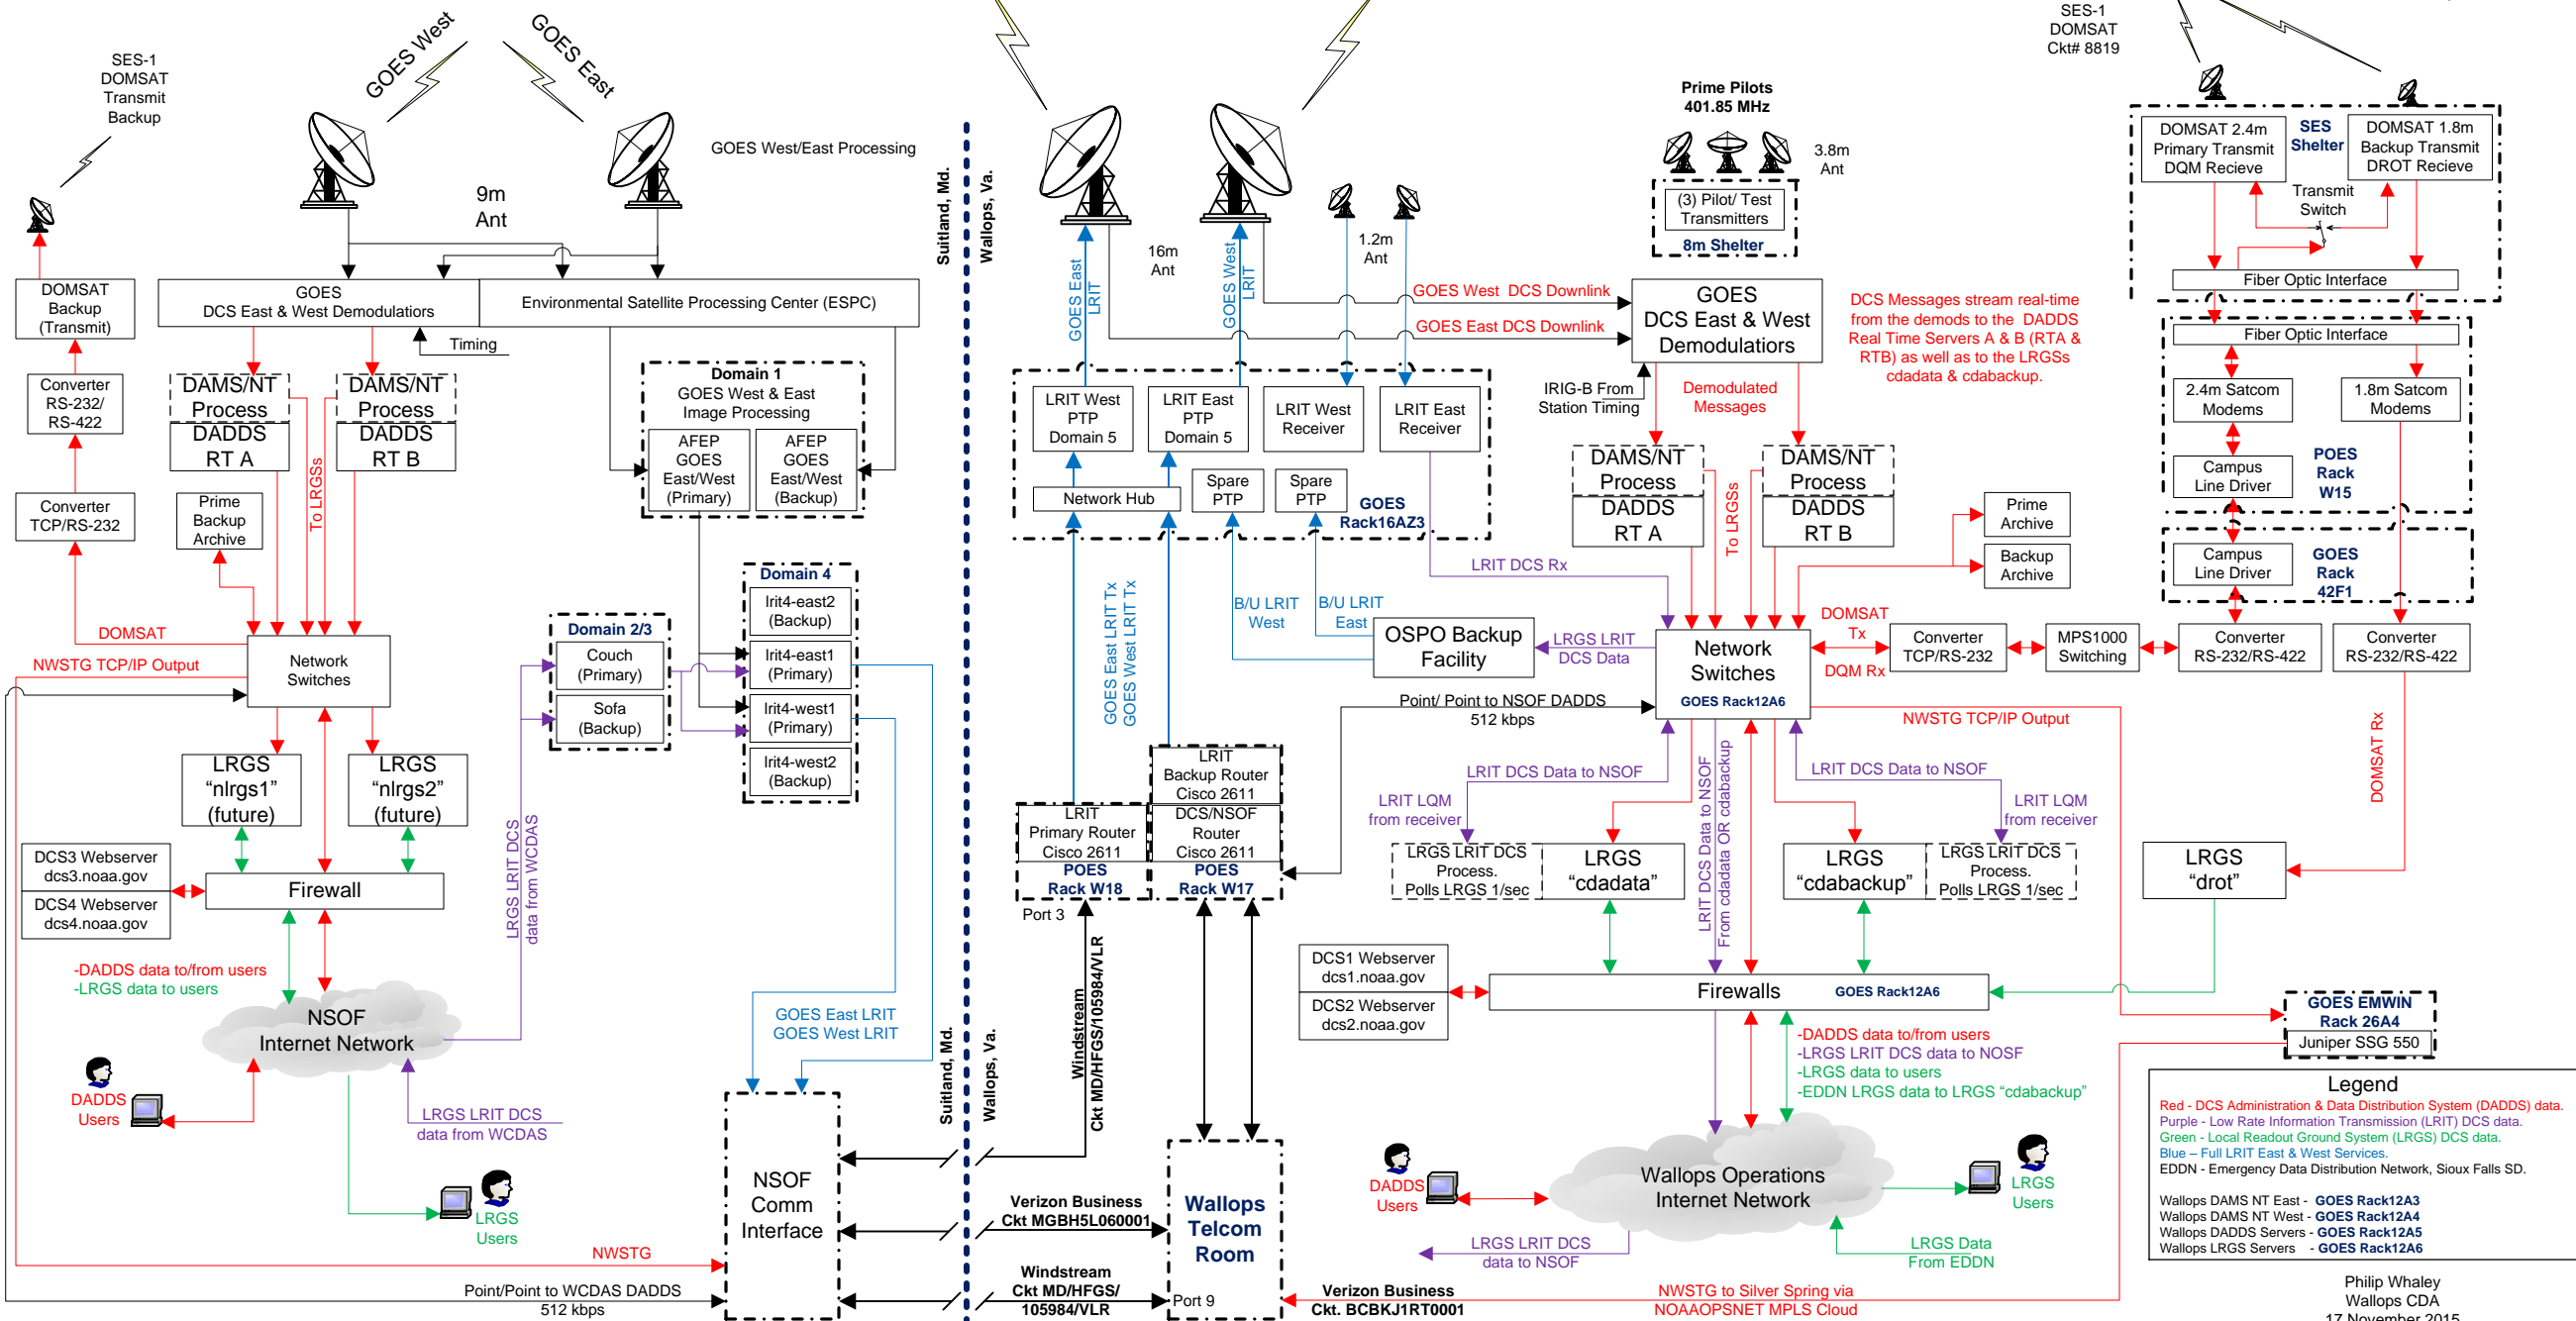 SES-1
DOMSAT
Transmit
Backup
GOES West
GOES East
GOES West/East Processing
9m
Ant
DOMSAT
Backup
(Transmit)
GOES
DCS East & West Demodulators
Environmental Satellite Processing Center (ESPC)
Timing
Converter
RS-232/
RS-422
DAMS/NT
Process
DADDS
RT A
DAMS/NT
Process
DADDS
RT B
To LRGSs
Domain 1
GOES West & East
Image Processing
AFEP
GOES
East/West
(Primary)
AFEP
GOES
East/West
(Backup)
Converter
TCP/RS-232
Prime
Backup
Archive
DOMSAT
NWSTG TCP/IP Output
Network
Switches
Domain 2/3
Couch
(Primary)
Sofa
(Backup)
Domain 4
lrit4-east2
(Backup)
lrit4-east1
(Primary)
lrit4-west1
(Primary)
lrit4-west2
(Backup)
LRGS
“nlrgs1”
(future)
LRGS
“nlrgs2”
(future)
LRGS LRIT DCS
data from WCDAS
DCS3 Webserver
dcs3.noaa.gov
DCS4 Webserver
dcs4.noaa.gov
Firewall
-DADDS data to/from users
-LRGS data to users
NSOF
Internet Network
DADDS
Users
LRGS LRIT DCS
data from WCDAS
LRGS
Users
GOES East LRIT
GOES West LRIT
NSOF
Comm
Interface
NWSTG
Point/Point to WCDAS DADDS
512 kbps
Suitland, Md.
Wallops, Va.
Suitland, Md.
Wallops, Va.
16m
Ant
1.2m
Ant
GOES East
LRIT
GOES West
LRIT
Prime Pilots
401.85 MHz
3.8m
Ant
(3) Pilot/ Test
Transmitters
8m Shelter
GOES West DCS Downlink
GOES East DCS Downlink
GOES
DCS East & West
Demodulatiors
DCS Messages stream real-time
from the demods to the DADDS
Real Time Servers A & B (RTA &
RTB) as well as to the LRGSs
cdadata & cdabackup.
IRIG-B From
Station Timing
Demodulated
Messages
LRIT West
PTP
Domain 5
LRIT East
PTP
Domain 5
LRIT West
Receiver
LRIT East
Receiver
Network Hub
Spare
PTP
Spare
PTP
GOES
Rack16AZ3
DAMS/NT
Process
DADDS
RT A
DAMS/NT
Process
DADDS
RT B
To LRGSs
Prime
Archive
Backup
Archive
LRIT DCS Rx
GOES East LRIT Tx
GOES West LRIT Tx
B/U LRIT
West
B/U LRIT
East
OSPO Backup
Facility
LRGS LRIT
DCS Data
Network
Switches
GOES Rack12A6
DOMSAT
Tx
DQM Rx
Converter
TCP/RS-232
MPS1000
Switching
Converter
RS-232/RS-422
Converter
RS-232/RS-422
Point/ Point to NSOF DADDS
512 kbps
NWSTG TCP/IP Output
LRIT
Primary Router
Cisco 2611
POES
Rack W18
LRIT
Backup Router
Cisco 2611
DCS/NSOF
Router
Cisco 2611
POES
Rack W17
Port 3
LRIT DCS Data to NSOF
LRIT LQM
from receiver
LRIT DCS Data to NSOF
From cdadata OR cdabackup
LRIT DCS Data to NSOF
LRIT LQM
from receiver
LRGS LRIT DCS
Process.
Polls LRGS 1/sec
LRGS
“cdadata”
LRGS
“cdabackup”
LRGS LRIT DCS
Process.
Polls LRGS 1/sec
LRGS
“drot”
DOMSAT Rx
DCS1 Webserver
dcs1.noaa.gov
DCS2 Webserver
dcs2.noaa.gov
Firewalls
GOES Rack12A6
-DADDS data to/from users
-LRGS LRIT DCS data to NOSF
-LRGS data to users
-EDDN LRGS data to LRGS “cdabackup”
Windstream
Ckt MD/HFGS/105984/VLR
Verizon Business
Ckt MGBH5L060001
Windstream
Ckt MD/HFGS/
105984/VLR
Wallops
Telcom
Room
Port 9
Verizon Business
Ckt. BCBKJ1RT0001
NWSTG to Silver Spring via
NOAAOPSNET MPLS Cloud
DADDS
Users
Wallops Operations
Internet Network
LRGS
Users
LRGS LRIT DCS
data to NSOF
LRGS Data
From EDDN
SES-1
DOMSAT
Ckt# 8819
DOMSAT 2.4m
Primary Transmit
DQM Recieve
SES
Shelter
DOMSAT 1.8m
Backup Transmit
DROT Recieve
Transmit
Switch
Fiber Optic Interface
Fiber Optic Interface
2.4m Satcom
Modems
1.8m Satcom
Modems
Campus
Line Driver
POES
Rack
W15
Campus
Line Driver
GOES
Rack
42F1
GOES EMWIN
Rack 26A4
Juniper SSG 550
Legend
Red - DCS Administration & Data Distribution System (DADDS) data.
Purple - Low Rate Information Transmission (LRIT) DCS data.
Green - Local Readout Ground System (LRGS) DCS data.
Blue – Full LRIT East & West Services.
EDDN - Emergency Data Distribution Network, Sioux Falls SD.
Wallops DAMS NT East - GOES Rack12A3
Wallops DAMS NT West - GOES Rack12A4
Wallops DADDS Servers - GOES Rack12A5
Wallops LRGS Servers - GOES Rack12A6
Philip Whaley
Wallops CDA
17 November 2015